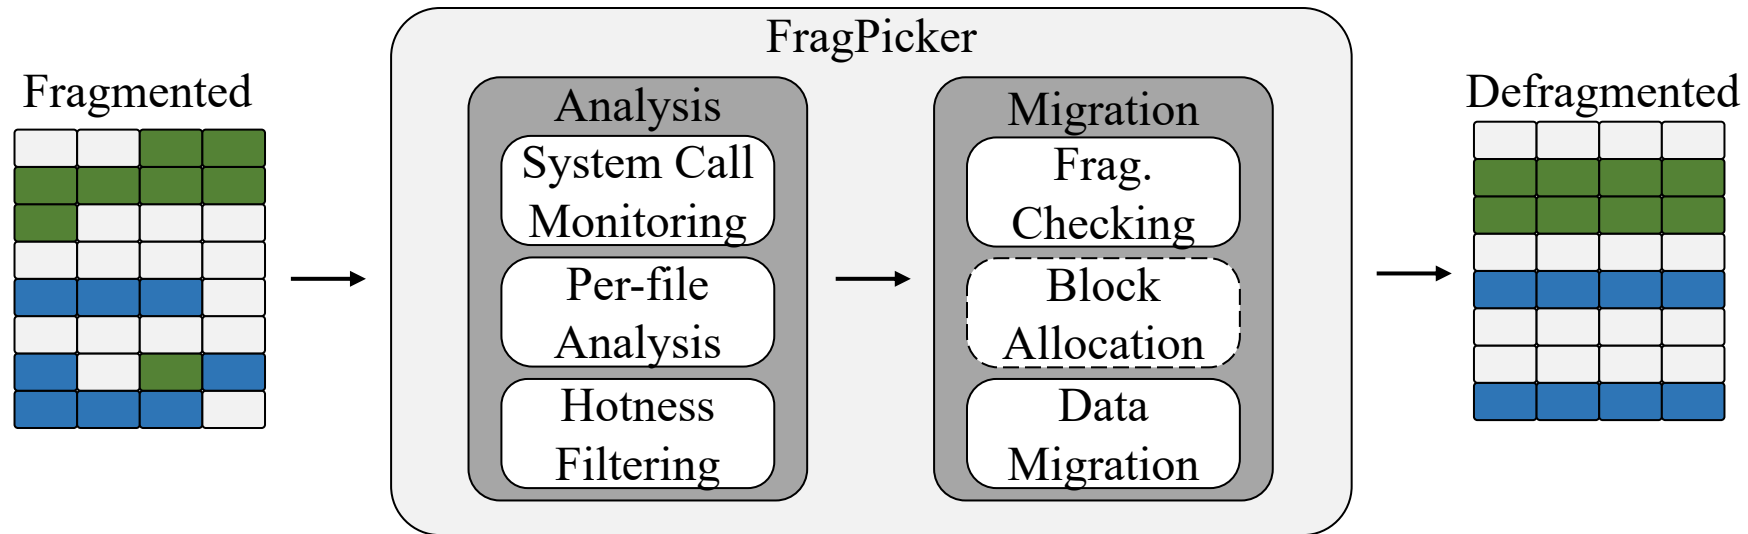 FragPicker
Fragmented
Analysis
System Call
Monitoring
Per-file
Analysis
Hotness
Filtering
Migration
Frag.
Checking
Block
Allocation
Data
Migration
Defragmented